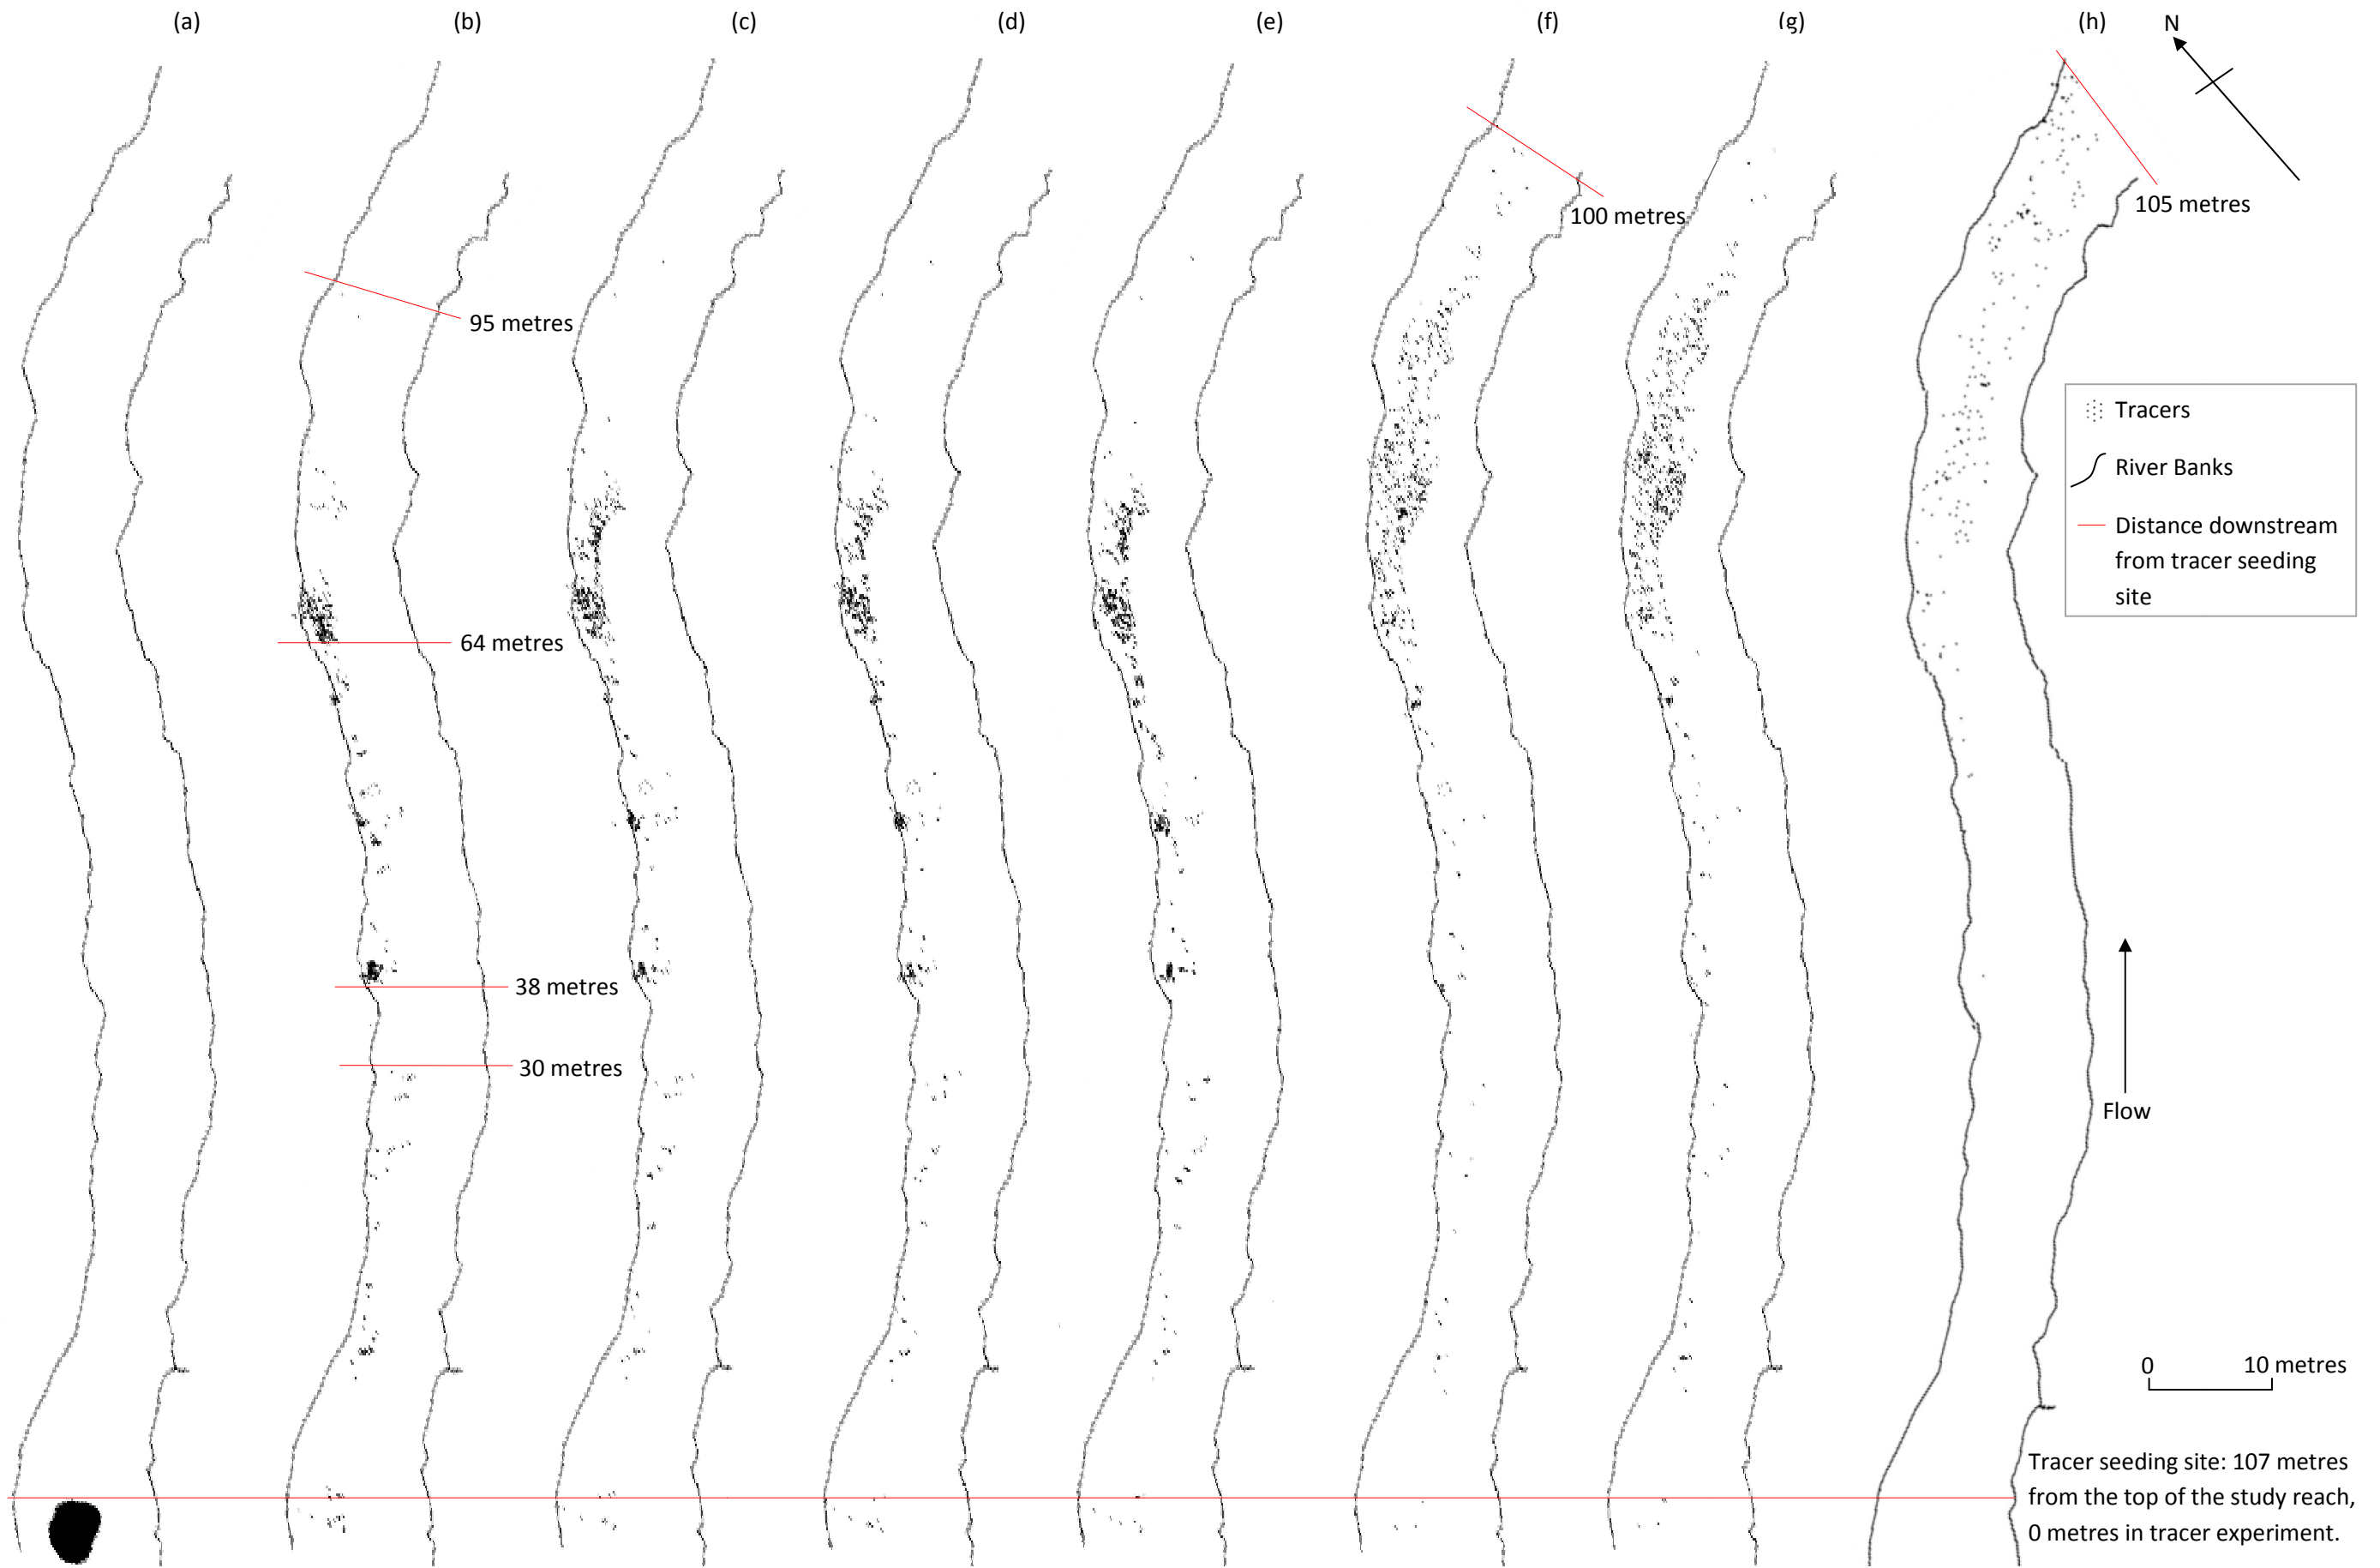 (a)
(b)
(c)
(d)
(e)
(f)
(g)
(h)
N
100 metres
105 metres
95 metres
Tracers
River Banks
Distance downstream
from tracer seeding
site
64 metres
38 metres
30 metres
Flow
0
10 metres
Tracer seeding site: 107 metres
from the top of the study reach,
0 metres in tracer experiment.